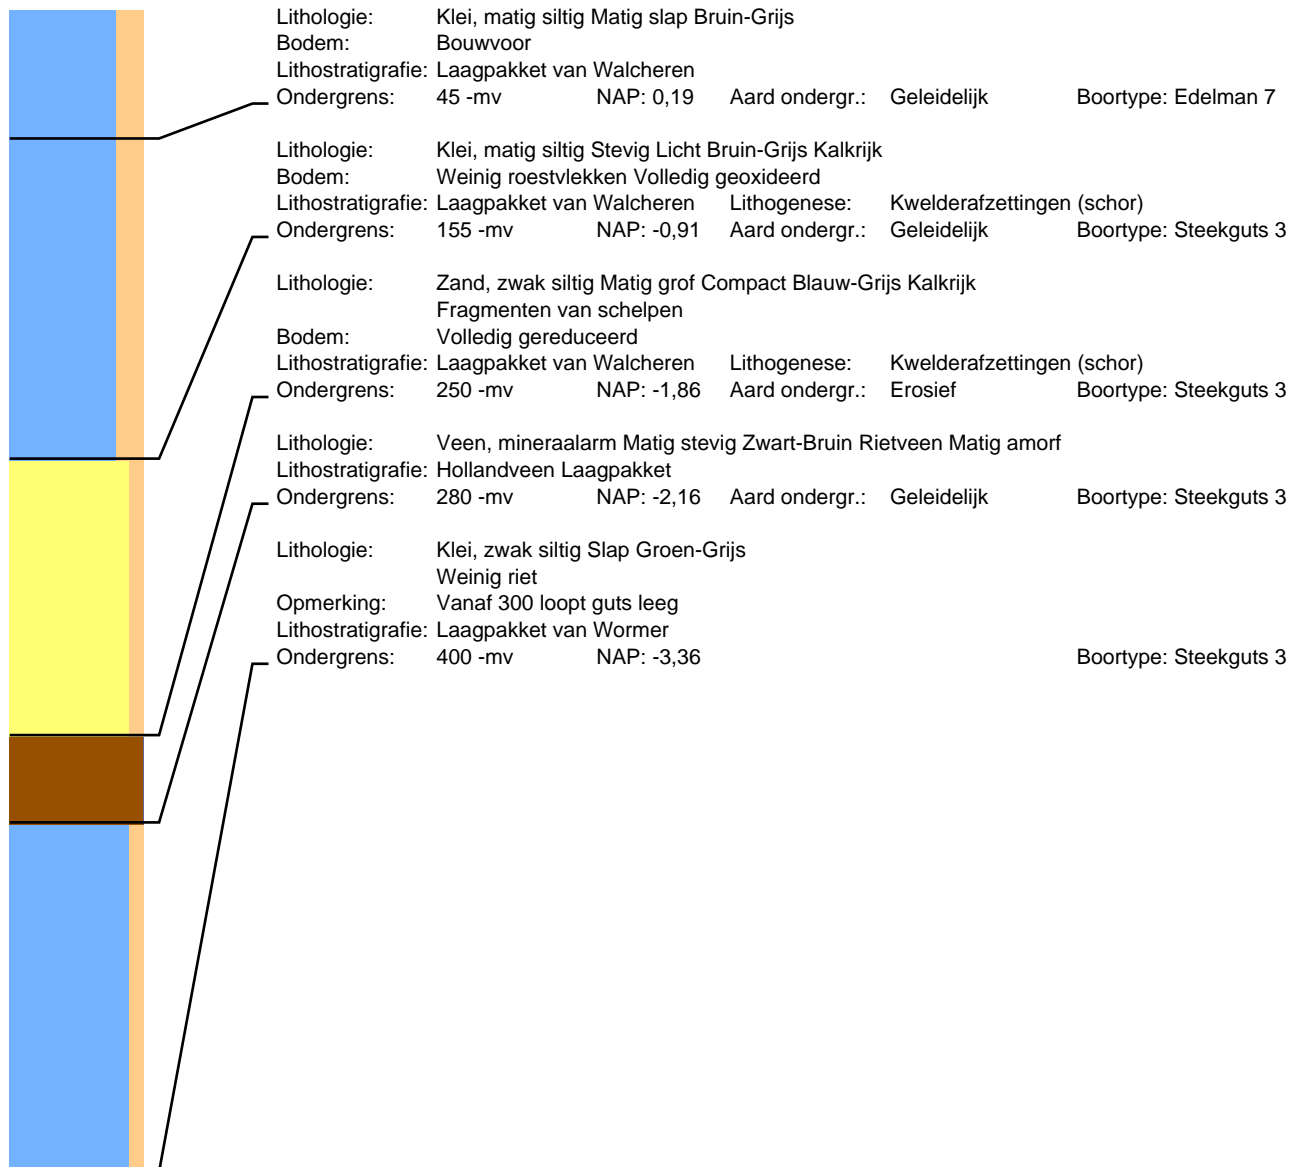 Lithologie: Klei, matig siltig Matig slap Bruin-Grijs
Bodem: Bouwvoor
Lithostratigrafie: Laagpakket van Walcheren
Ondergrens: 45 -mv NAP: 0,19 Aard ondergr.: Geleidelijk Boortype: Edelman 7
Lithologie: Klei, matig siltig Stevig Licht Bruin-Grijs Kalkrijk
Bodem: Weinig roestvlekken Volledig geoxideerd
Lithostratigrafie: Laagpakket van Walcheren Lithogenese: Kwelderafzettingen (schor)
Ondergrens: 155 -mv NAP: -0,91 Aard ondergr.: Geleidelijk Boortype: Steekguts 3
Lithologie: Zand, zwak siltig Matig grof Compact Blauw-Grijs Kalkrijk
Fragmenten van schelpen
Bodem: Volledig gereduceerd
Lithostratigrafie: Laagpakket van Walcheren Lithogenese: Kwelderafzettingen (schor)
Ondergrens: 250 -mv NAP: -1,86 Aard ondergr.: Erosief Boortype: Steekguts 3
Lithologie: Veen, mineraalarm Matig stevig Zwart-Bruin Rietveen Matig amorf
Lithostratigrafie: Hollandveen Laagpakket
Ondergrens: 280 -mv NAP: -2,16 Aard ondergr.: Geleidelijk Boortype: Steekguts 3
Lithologie: Klei, zwak siltig Slap Groen-Grijs
Weinig riet
Opmerking: Vanaf 300 loopt guts leeg
Lithostratigrafie: Laagpakket van Wormer
Ondergrens: 400 -mv NAP: -3,36 Boortype: Steekguts 3